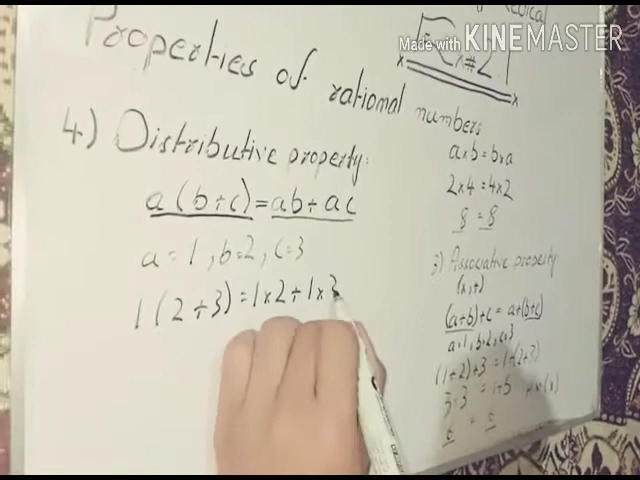 Made with KINEMASTER
Properties of rational numbers
4) Distributive property:
a(b+c)=ab+ac
a=1, b=2, c=3
1(2+3)=1×2+1×3
a×b=b×a
2×4=4×2
8=8
3) Associative property:
(×,+)
(a+b)+c=a+(b+c)
a=1, b=2, c=3
(1+2)+3=1+(2+3)
3+3=1+5
6=6